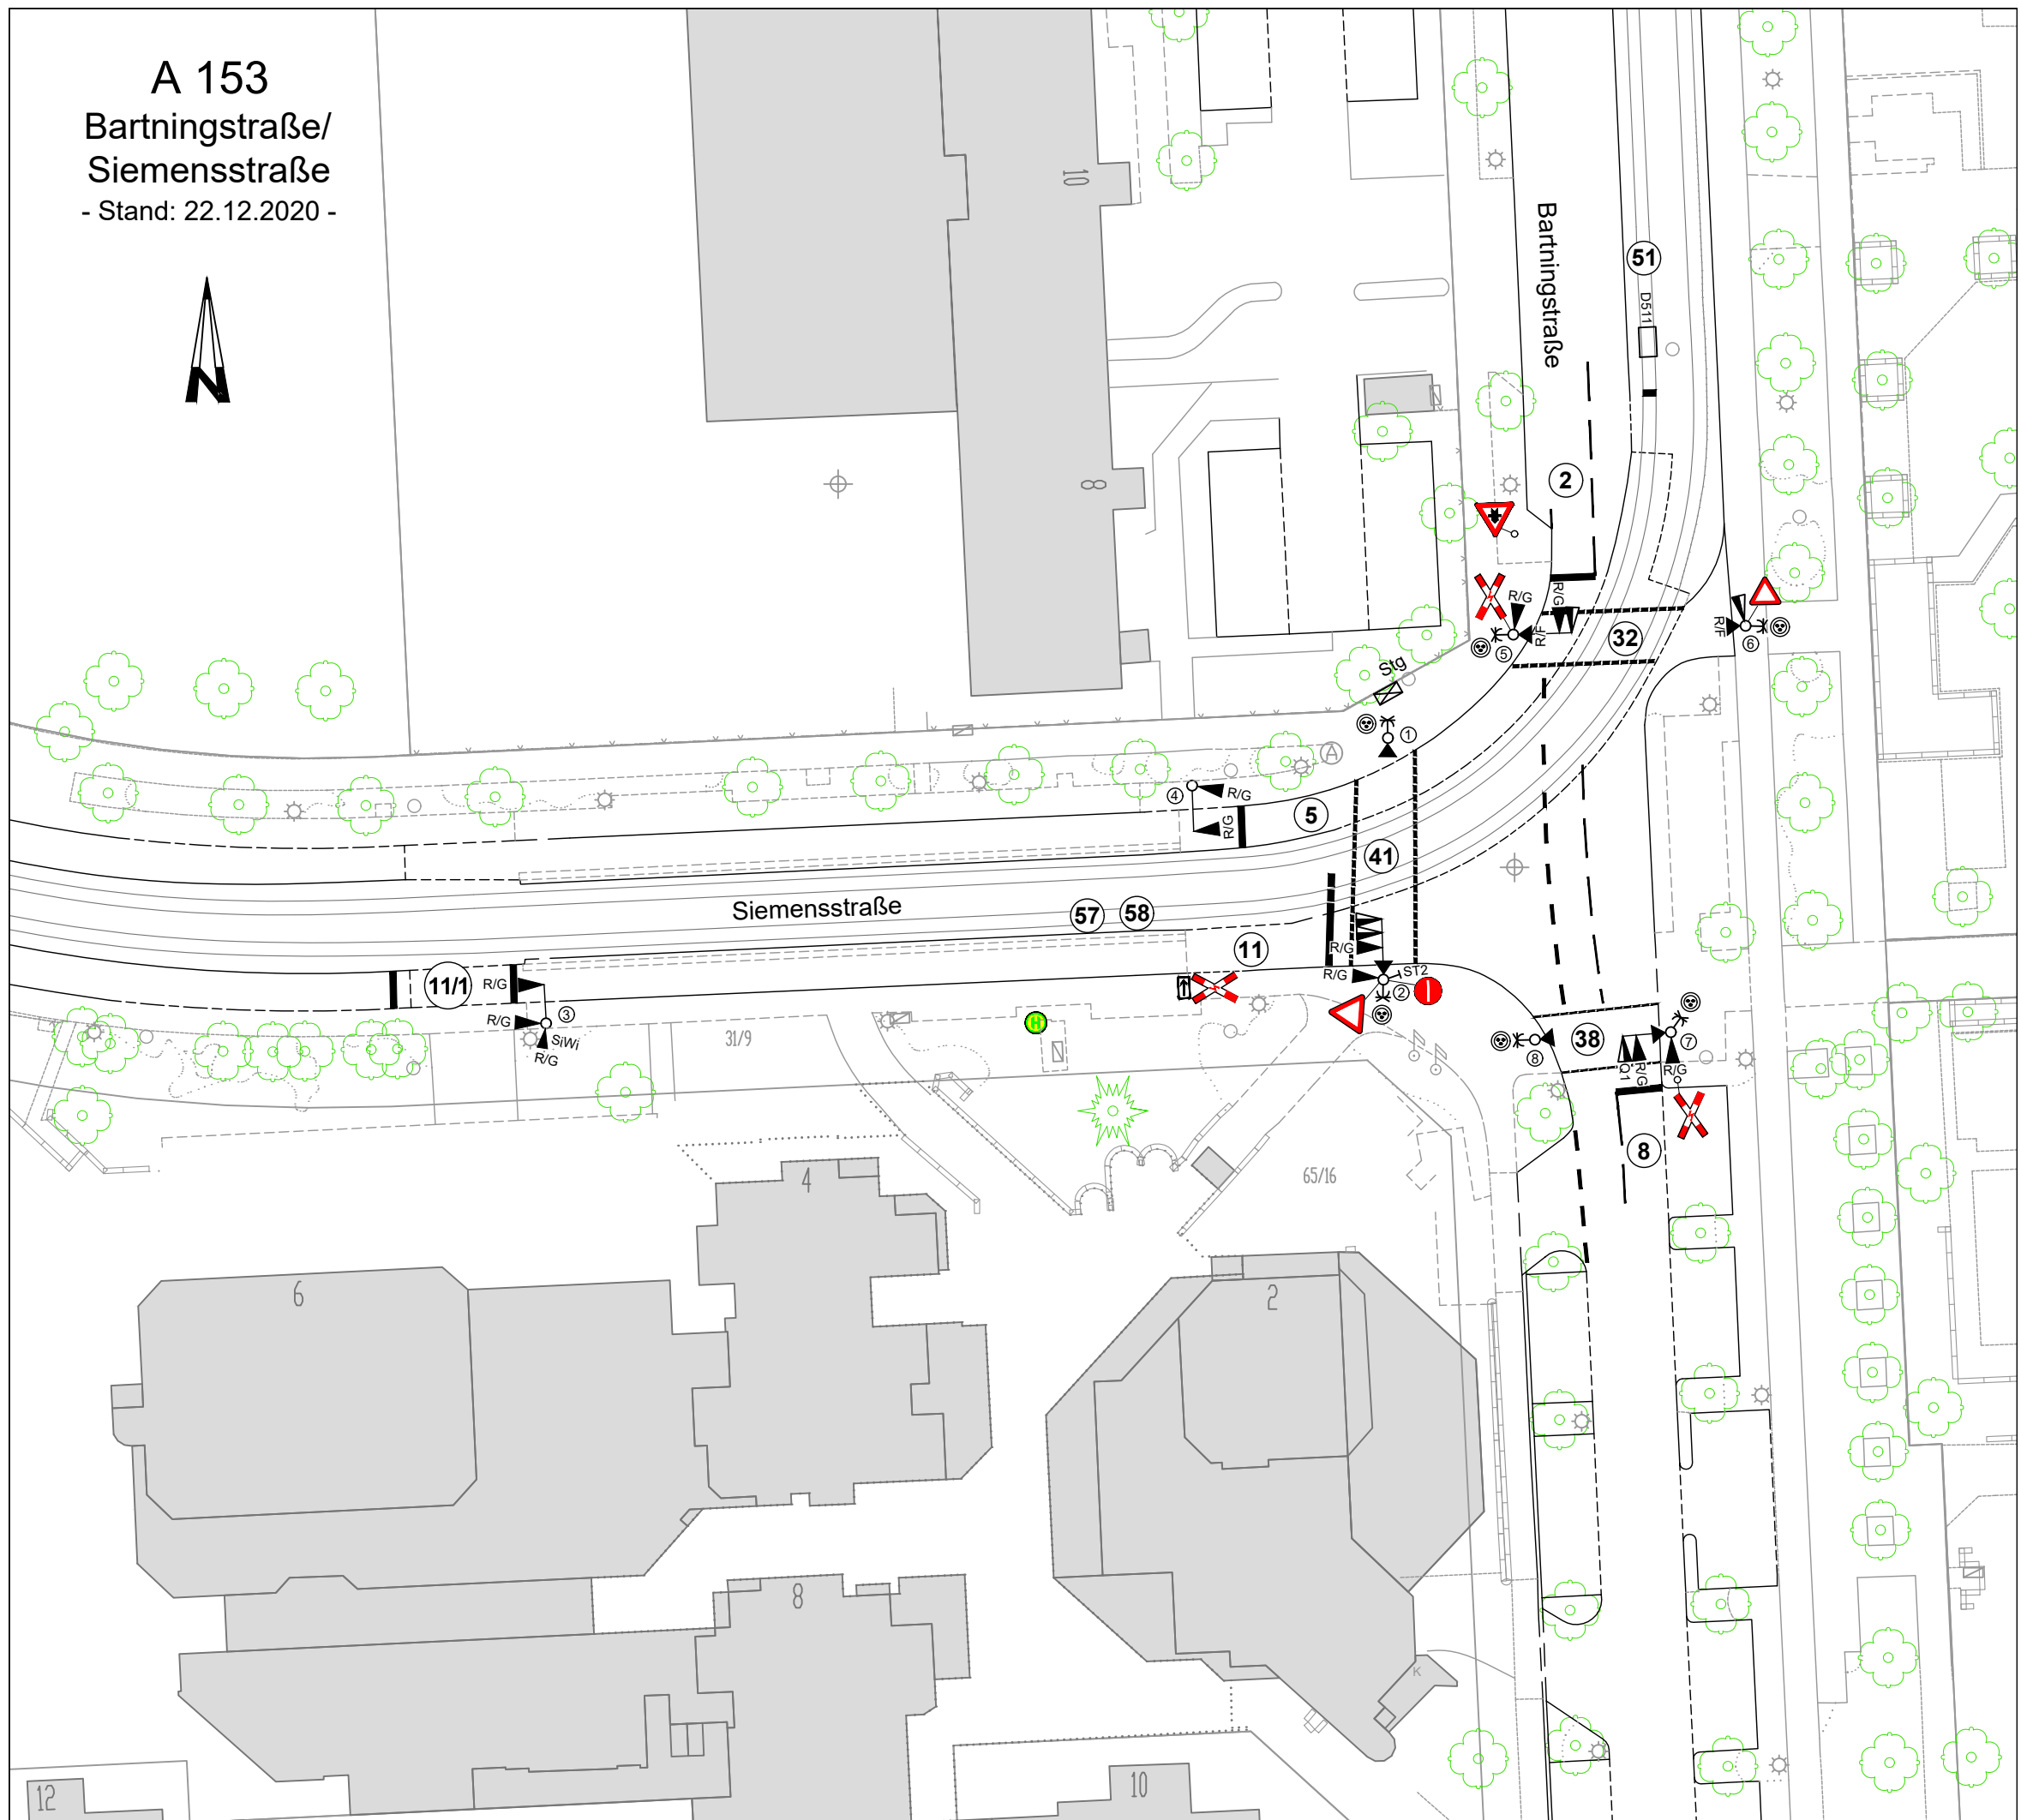 A 153
Bartningstraße/
Siemensstraße
- Stand: 22.12.2020 -
N
10
8
Bartningstraße
51
D511
2
R/G
R/G
R/F
5
32
R/F
6
Stg
1
A
4
R/G
R/G
5
41
Siemensstraße
57
58
11
R/G
R/G
ST2
2
11/1
R/G
R/G
3
SiWi
R/G
31/9
H
8
38
7
Q1
R/G
R/G
8
65/16
4
6
2
8
K
12
10